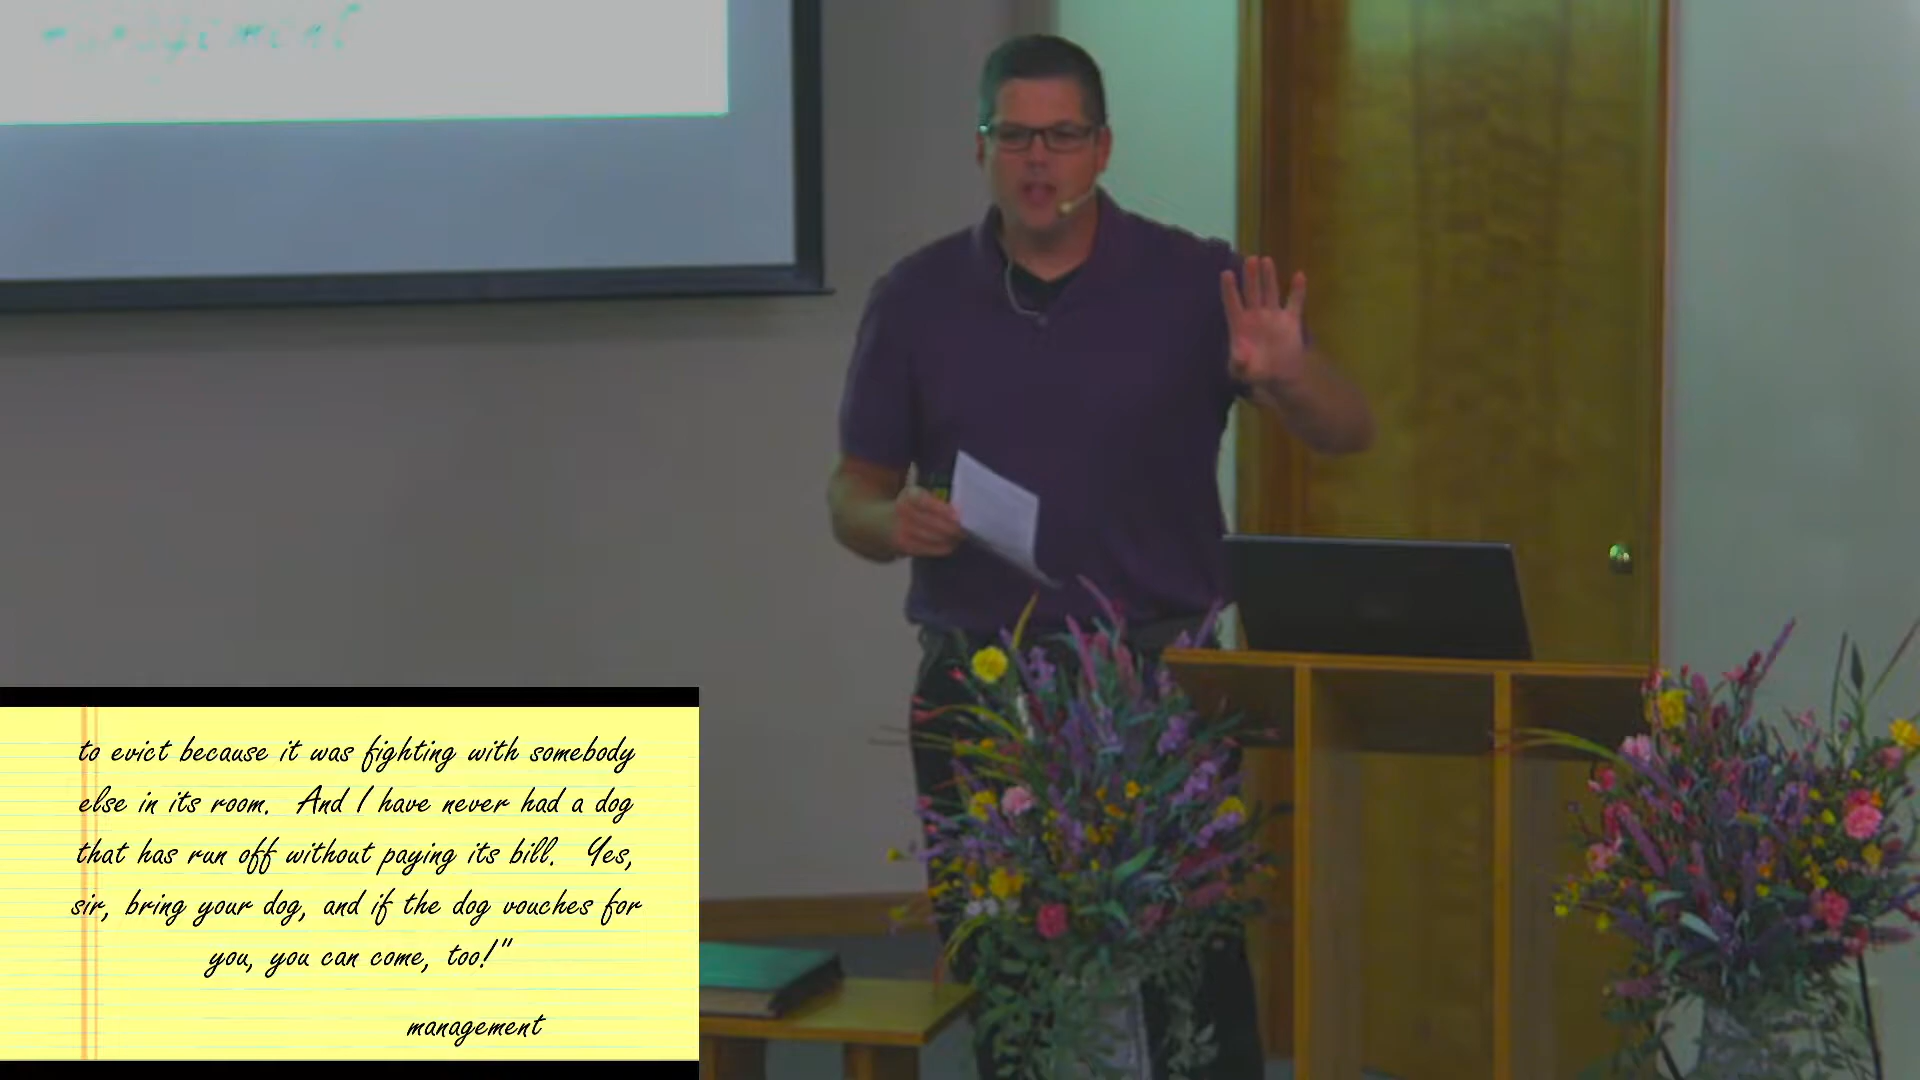 management
to evict because it was fighting with somebody
else in its room. And I have never had a dog
that has run off without paying its bill. Yes,
sir, bring your dog, and if the dog vouches for
you, you can come, too!"
management